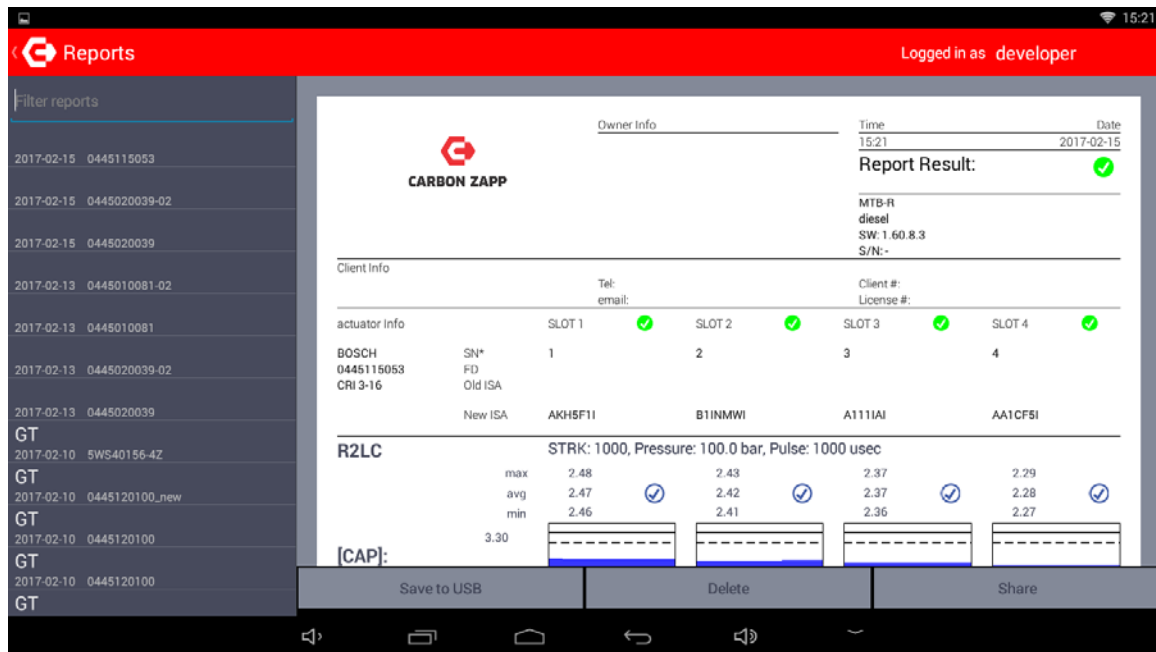 15:21
Reports
Logged in as developer
Filter reports
2017-02-15 0445115053
2017-02-15 0445020039-02
2017-02-15 0445020039
2017-02-13 0445010081-02
2017-02-13 0445010081
2017-02-13 0445020039-02
2017-02-13 0445020039
GT
2017-02-10 5WS40156-4Z
GT
2017-02-10 0445120100_new
GT
2017-02-10 0445120100
GT
2017-02-10 0445120100
GT
CARBON ZAPP
Owner Info
Time Date
15:21 2017-02-15
Report Result:
MTB-R
diesel
SW: 1.60.8.3
S/N: -
Client Info
Tel: Client #:
email: License #:
actuator Info SLOT 1 SLOT 2 SLOT 3 SLOT 4
BOSCH SN* 1 2 3 4
0445115053 FD
CRI 3-16 Old ISA
New ISA AKH5F1I B1INMWI A111IAI AA1CF5I
R2LC STRK: 1000, Pressure: 100.0 bar, Pulse: 1000 usec
max 2.48 2.43 2.37 2.29
avg 2.47 2.42 2.37 2.28
min 2.46 2.41 2.36 2.27
3.30
[CAP]:
Save to USB Delete Share